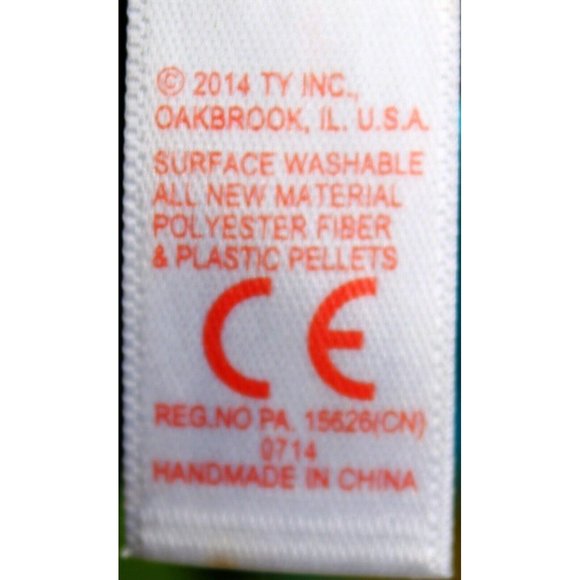 © 2014 TY INC.,
OAKBROOK, IL. U.S.A.
SURFACE WASHABLE
ALL NEW MATERIAL
POLYESTER FIBER
& PLASTIC PELLETS
CE
REG.NO PA. 15626(CN)
0714
HANDMADE IN CHINA